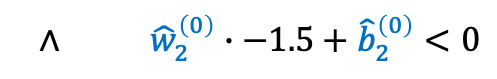 ∧ ŵ₂⁽⁰⁾ · −1.5 + b̂₂⁽⁰⁾ < 0